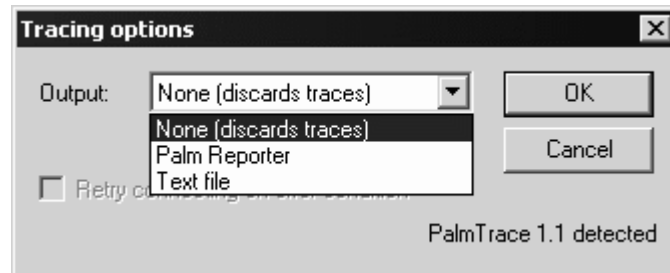 Tracing options
Output: None (discards traces) OK
None (discards traces)
Palm Reporter Cancel
Text file
Retry
PalmTrace 1.1 detected